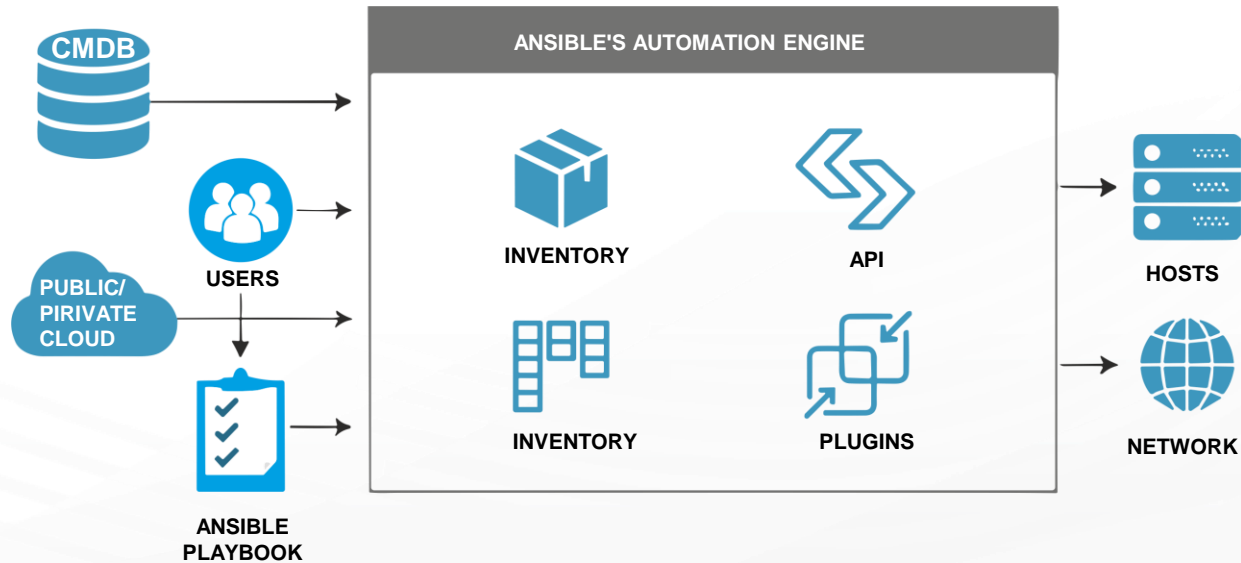 CMDB
ANSIBLE'S AUTOMATION ENGINE
INVENTORY
API
USERS
HOSTS
PUBLIC/
PIRIVATE
CLOUD
INVENTORY
PLUGINS
NETWORK
ANSIBLE
PLAYBOOK